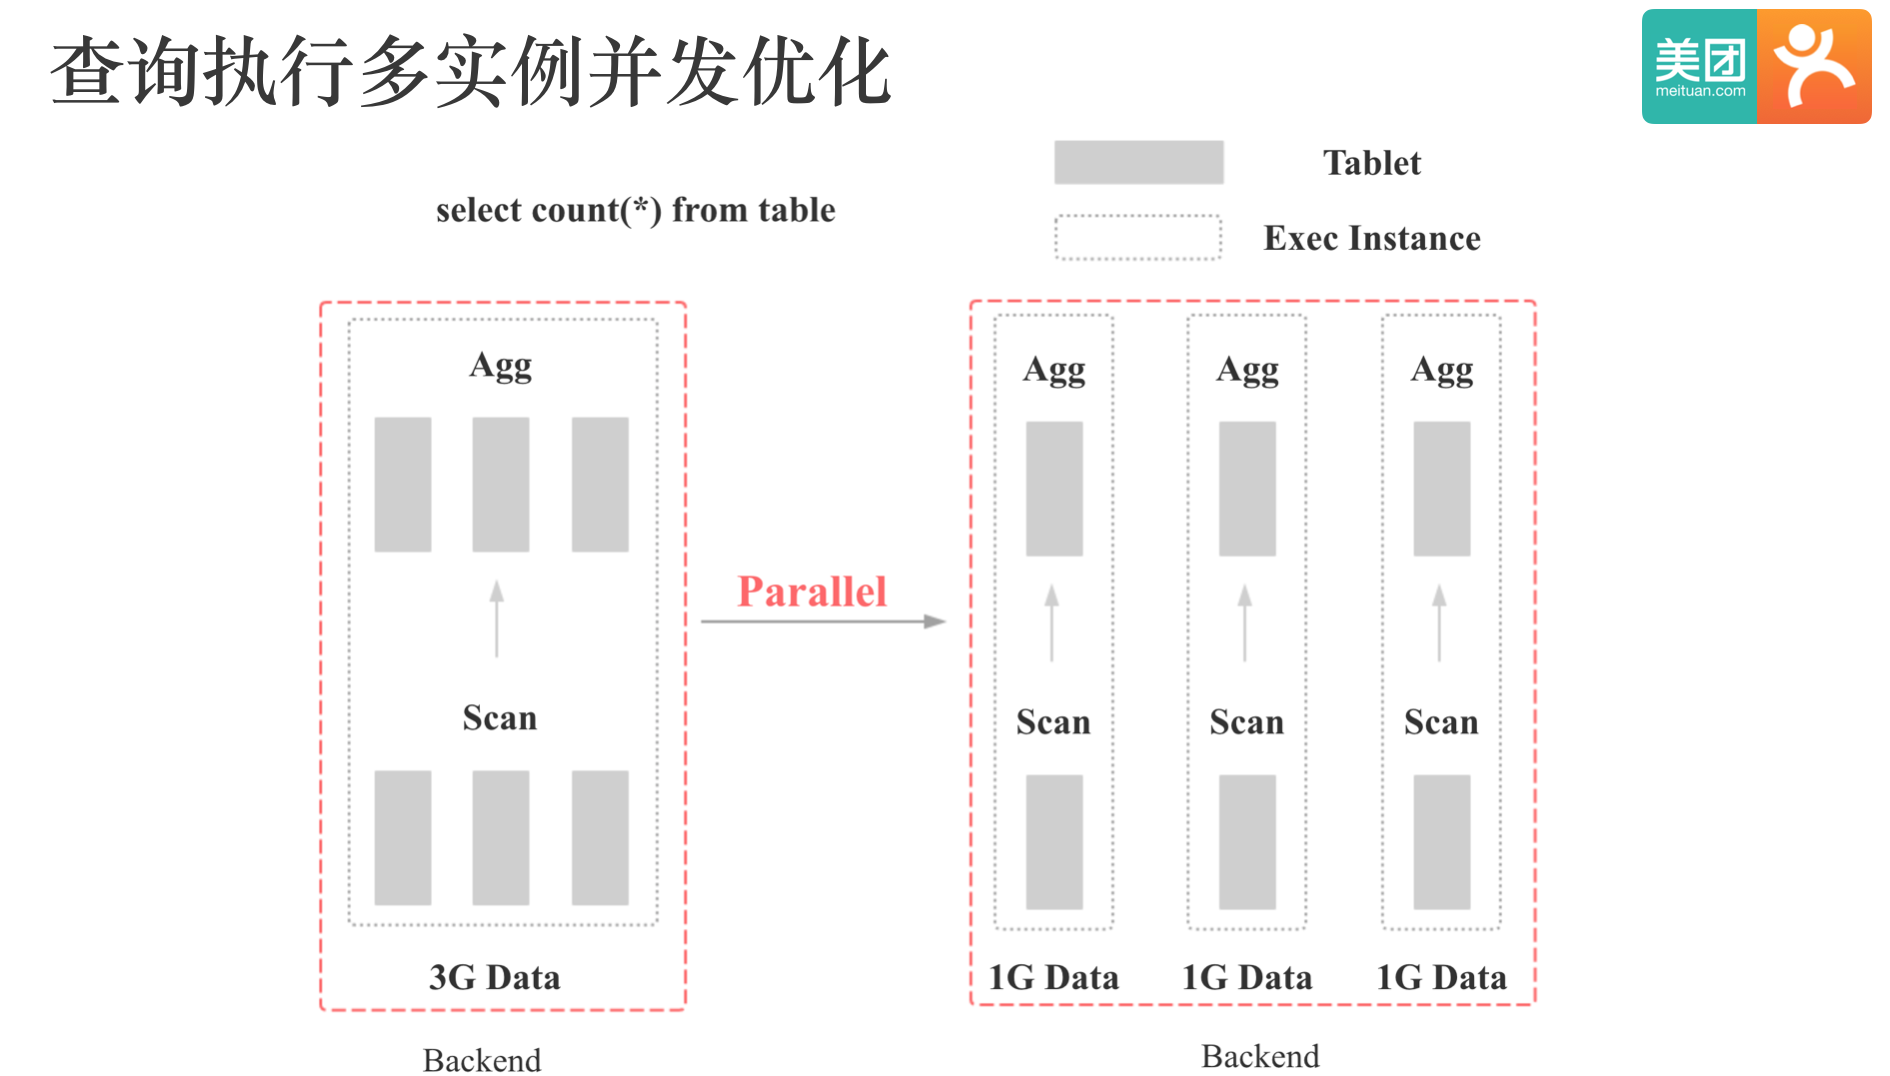 查询执行多实例并发优化
美团
meituan.com
Tablet
select count(*) from table
Exec Instance
Agg
Scan
3G Data
Backend
Parallel
Agg Agg Agg
Scan Scan Scan
1G Data 1G Data 1G Data
Backend